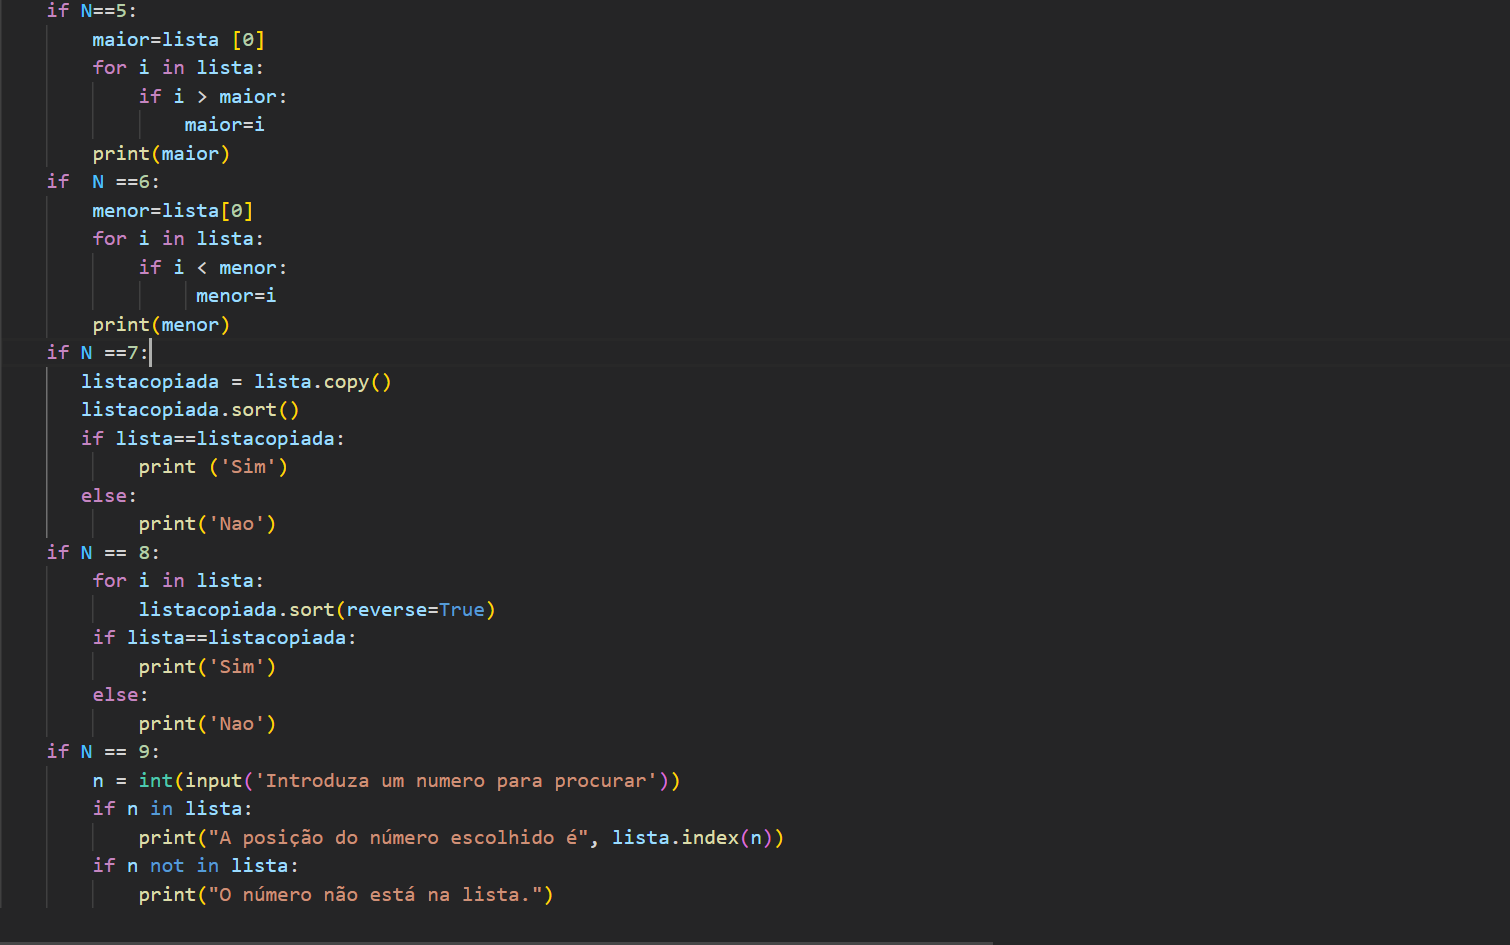 if N==5:
    maior=lista [0]
    for i in lista:
        if i > maior:
            maior=i
    print(maior)
if  N ==6:
    menor=lista[0]
    for i in lista:
        if i < menor:
             menor=i
    print(menor)
if N ==7:
   listacopiada = lista.copy()
   listacopiada.sort()
   if lista==listacopiada:
        print ('Sim')
   else:
        print('Nao')
if N == 8:
    for i in lista:
        listacopiada.sort(reverse=True)
    if lista==listacopiada:
        print('Sim')
    else:
        print('Nao')
if N == 9:
    n = int(input('Introduza um numero para procurar'))
    if n in lista:
        print("A posição do número escolhido é", lista.index(n))
    if n not in lista:
        print("O número não está na lista.")